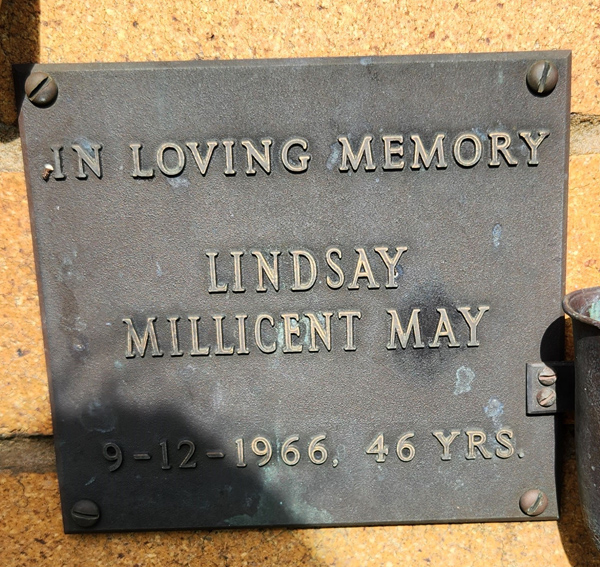 IN LOVING MEMORY
LINDSAY
MILLICENT MAY
9-12-1966, 46 YRS.